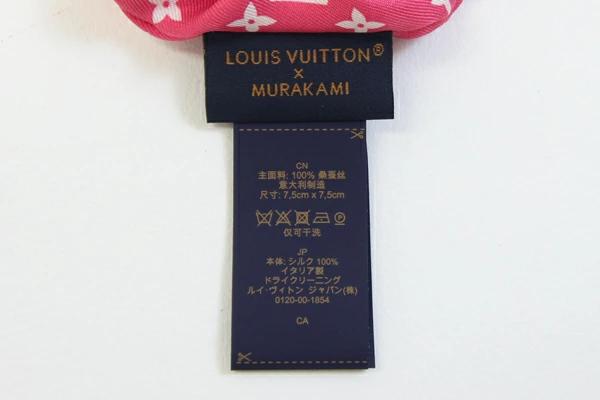 LOUIS VUITTON®
×
MURAKAMI
CN
主面料: 100% 桑蚕丝
意大利制造
尺寸: 7,5cm x 7,5cm
仅可干洗
JP
本体: シルク 100%
イタリア製
ドライクリーニング
ルイ·ヴィトン ジャパン(株)
0120-00-1854
CA